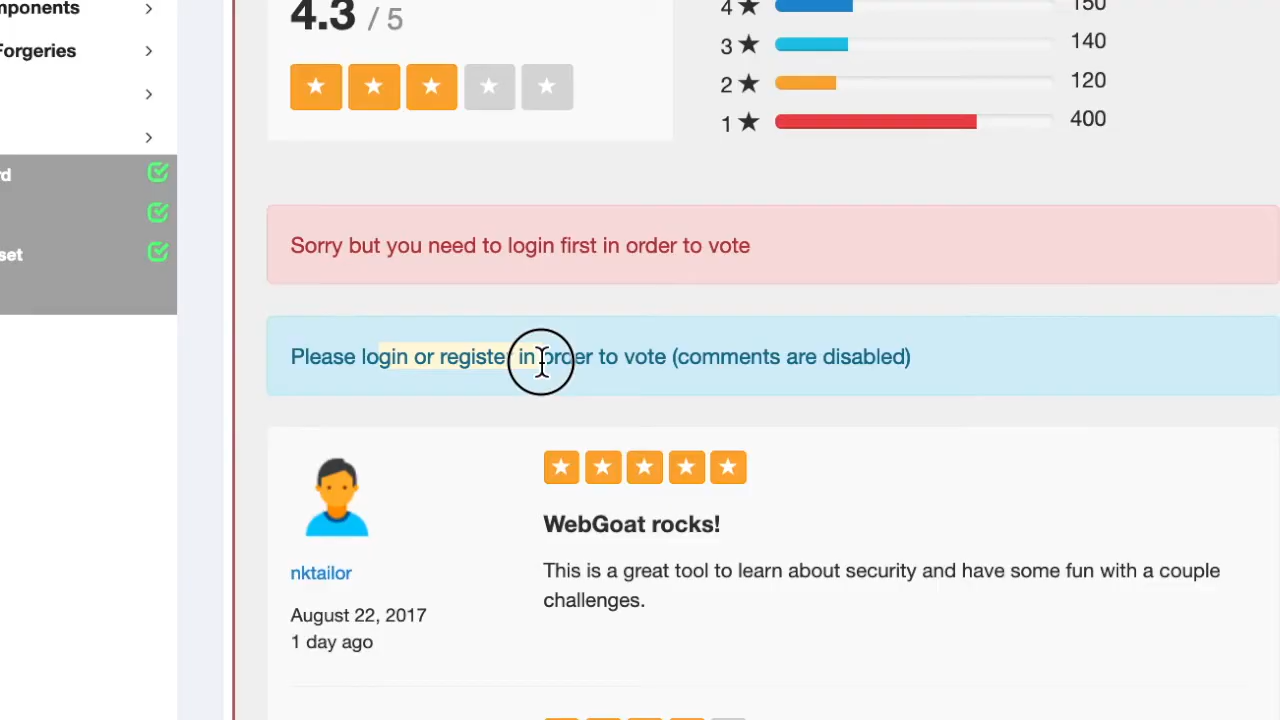 mponents
Forgeries
rd
set
4.3 / 5
4 ★ 150
3 ★ 140
2 ★ 120
1 ★ 400
Sorry but you need to login first in order to vote
Please login or register in order to vote (comments are disabled)
WebGoat rocks!
nktailor
This is a great tool to learn about security and have some fun with a couple
challenges.
August 22, 2017
1 day ago